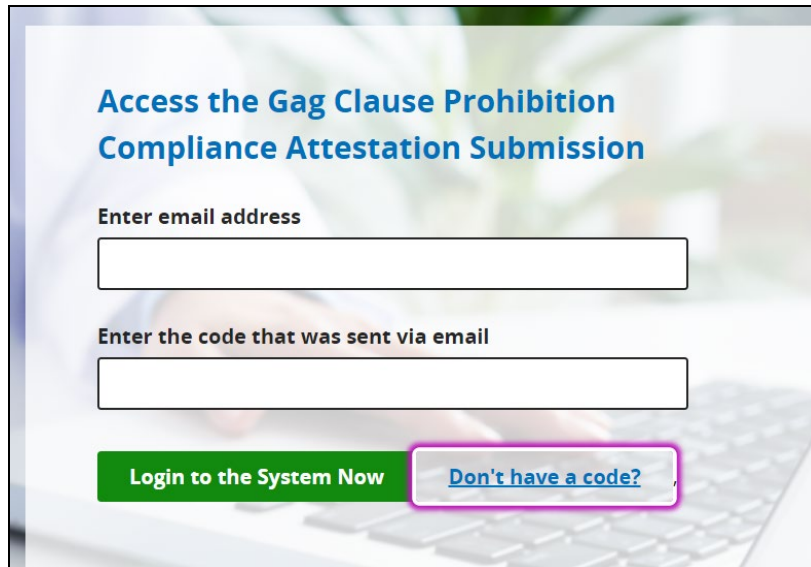 Access the Gag Clause Prohibition
Compliance Attestation Submission
Enter email address
Enter the code that was sent via email
Login to the System Now
Don't have a code?